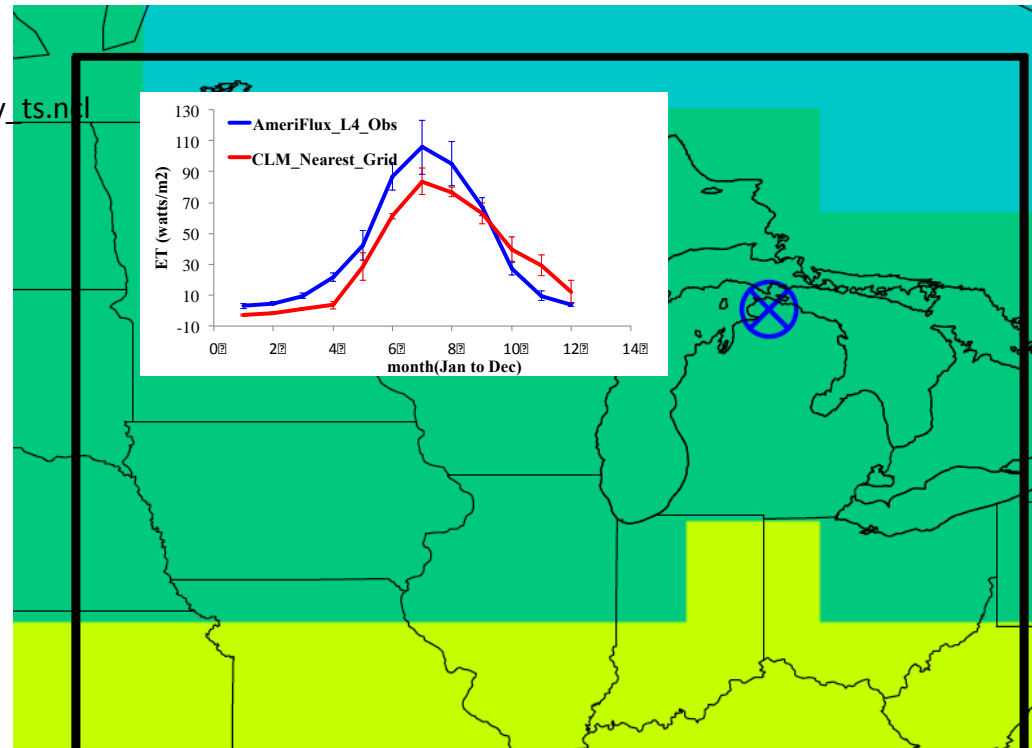 y_ts.ncl
130
110
90
70
50
30
10
-10
AmeriFlux_L4_Obs
CLM_Nearest_Grid
ET (watts/m2)
0 2 4 6 8 10 12 14
month(Jan to Dec)